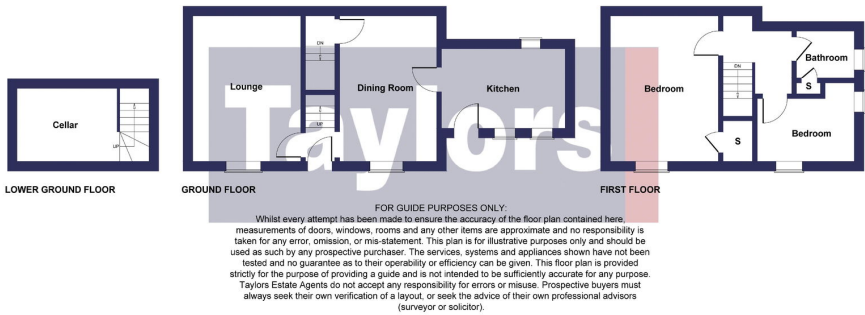 Cellar
UP
LOWER GROUND FLOOR
Taylors
Lounge
DN
UP
Dining Room
Kitchen
GROUND FLOOR
Bedroom
DN
Bathroom
S
S
Bedroom
FIRST FLOOR
FOR GUIDE PURPOSES ONLY:
Whilst every attempt has been made to ensure the accuracy of the floor plan contained here,
measurements of doors, windows, rooms and any other items are approximate and no responsibility is
taken for any error, omission, or mis-statement. This plan is for illustrative purposes only and should be
used as such by any prospective purchaser. The services, systems and appliances shown have not been
tested and no guarantee as to their operability or efficiency can be given. This floor plan is provided
strictly for the purpose of providing a guide and is not intended to be sufficiently accurate for any purpose.
Taylors Estate Agents do not accept any responsibility for errors or misuse. Prospective buyers must
always seek their own verification of a layout, or seek the advice of their own professional advisors
(surveyor or solicitor).